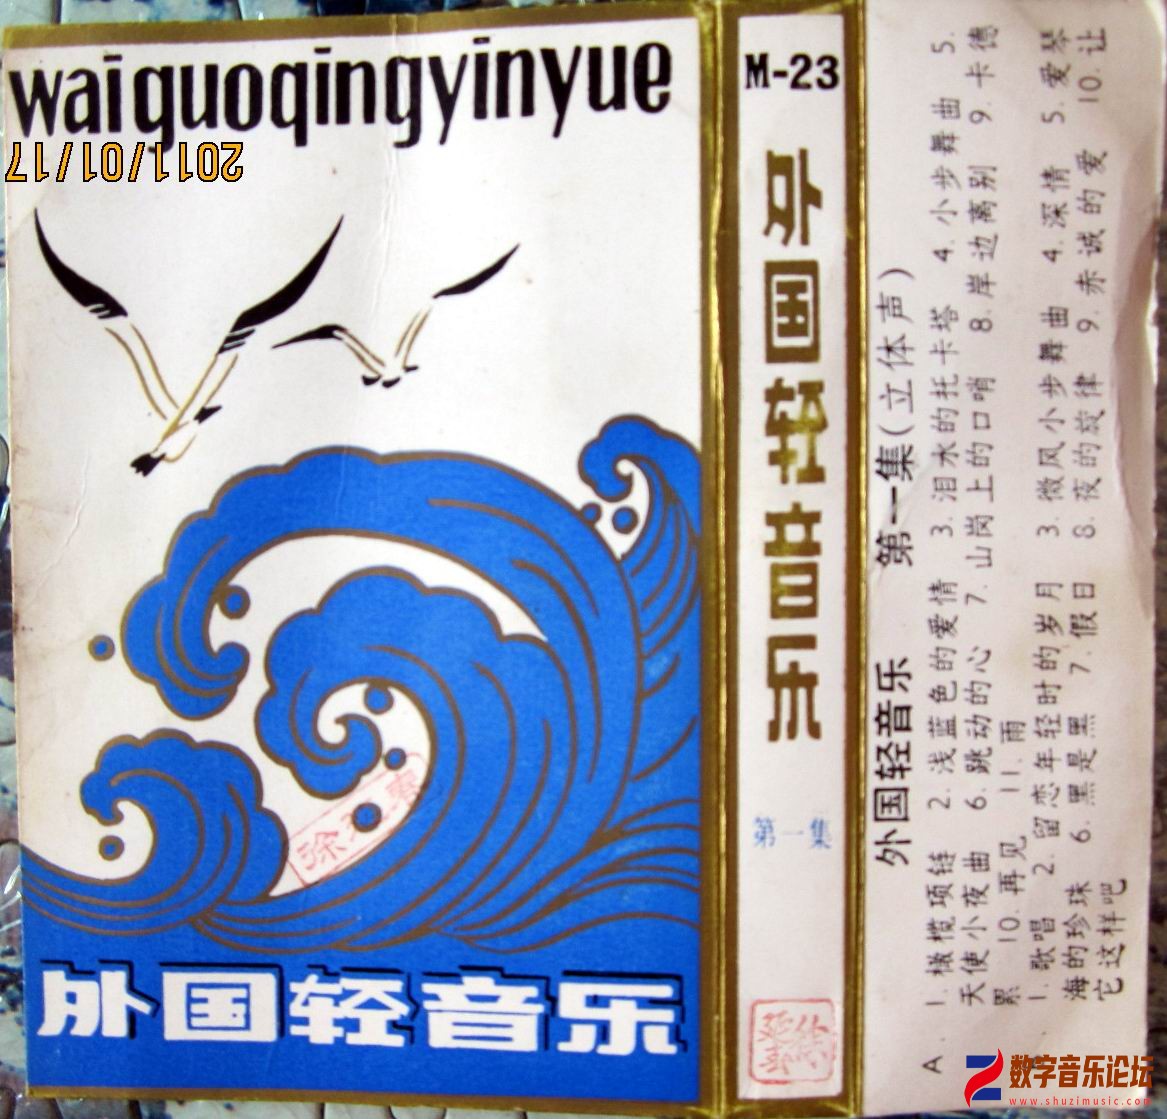 waiguoqingyinyue
2011/01/17
外国轻音乐
M-23
外国轻音乐
第一集
外国轻音乐 第一集(立体声)
A 1.橄榄项链 2.浅蓝色的爱情 3.泪水的托卡塔 4.小步舞曲 5.
天使小夜曲 6.跳动的心 7.山岗上的口哨 8.岸边离别 9.卡德
累 10.再见 11.雨
1.歌唱 2.留恋年轻时的岁月 3.微风小步舞曲 4.深情 5.爱琴
海的珍珠 6.黑是黑 7.假日 8.夜的旋律 9.赤诚的爱 10.让
它这样吧
数字音乐论坛
www.shuzimusic.com